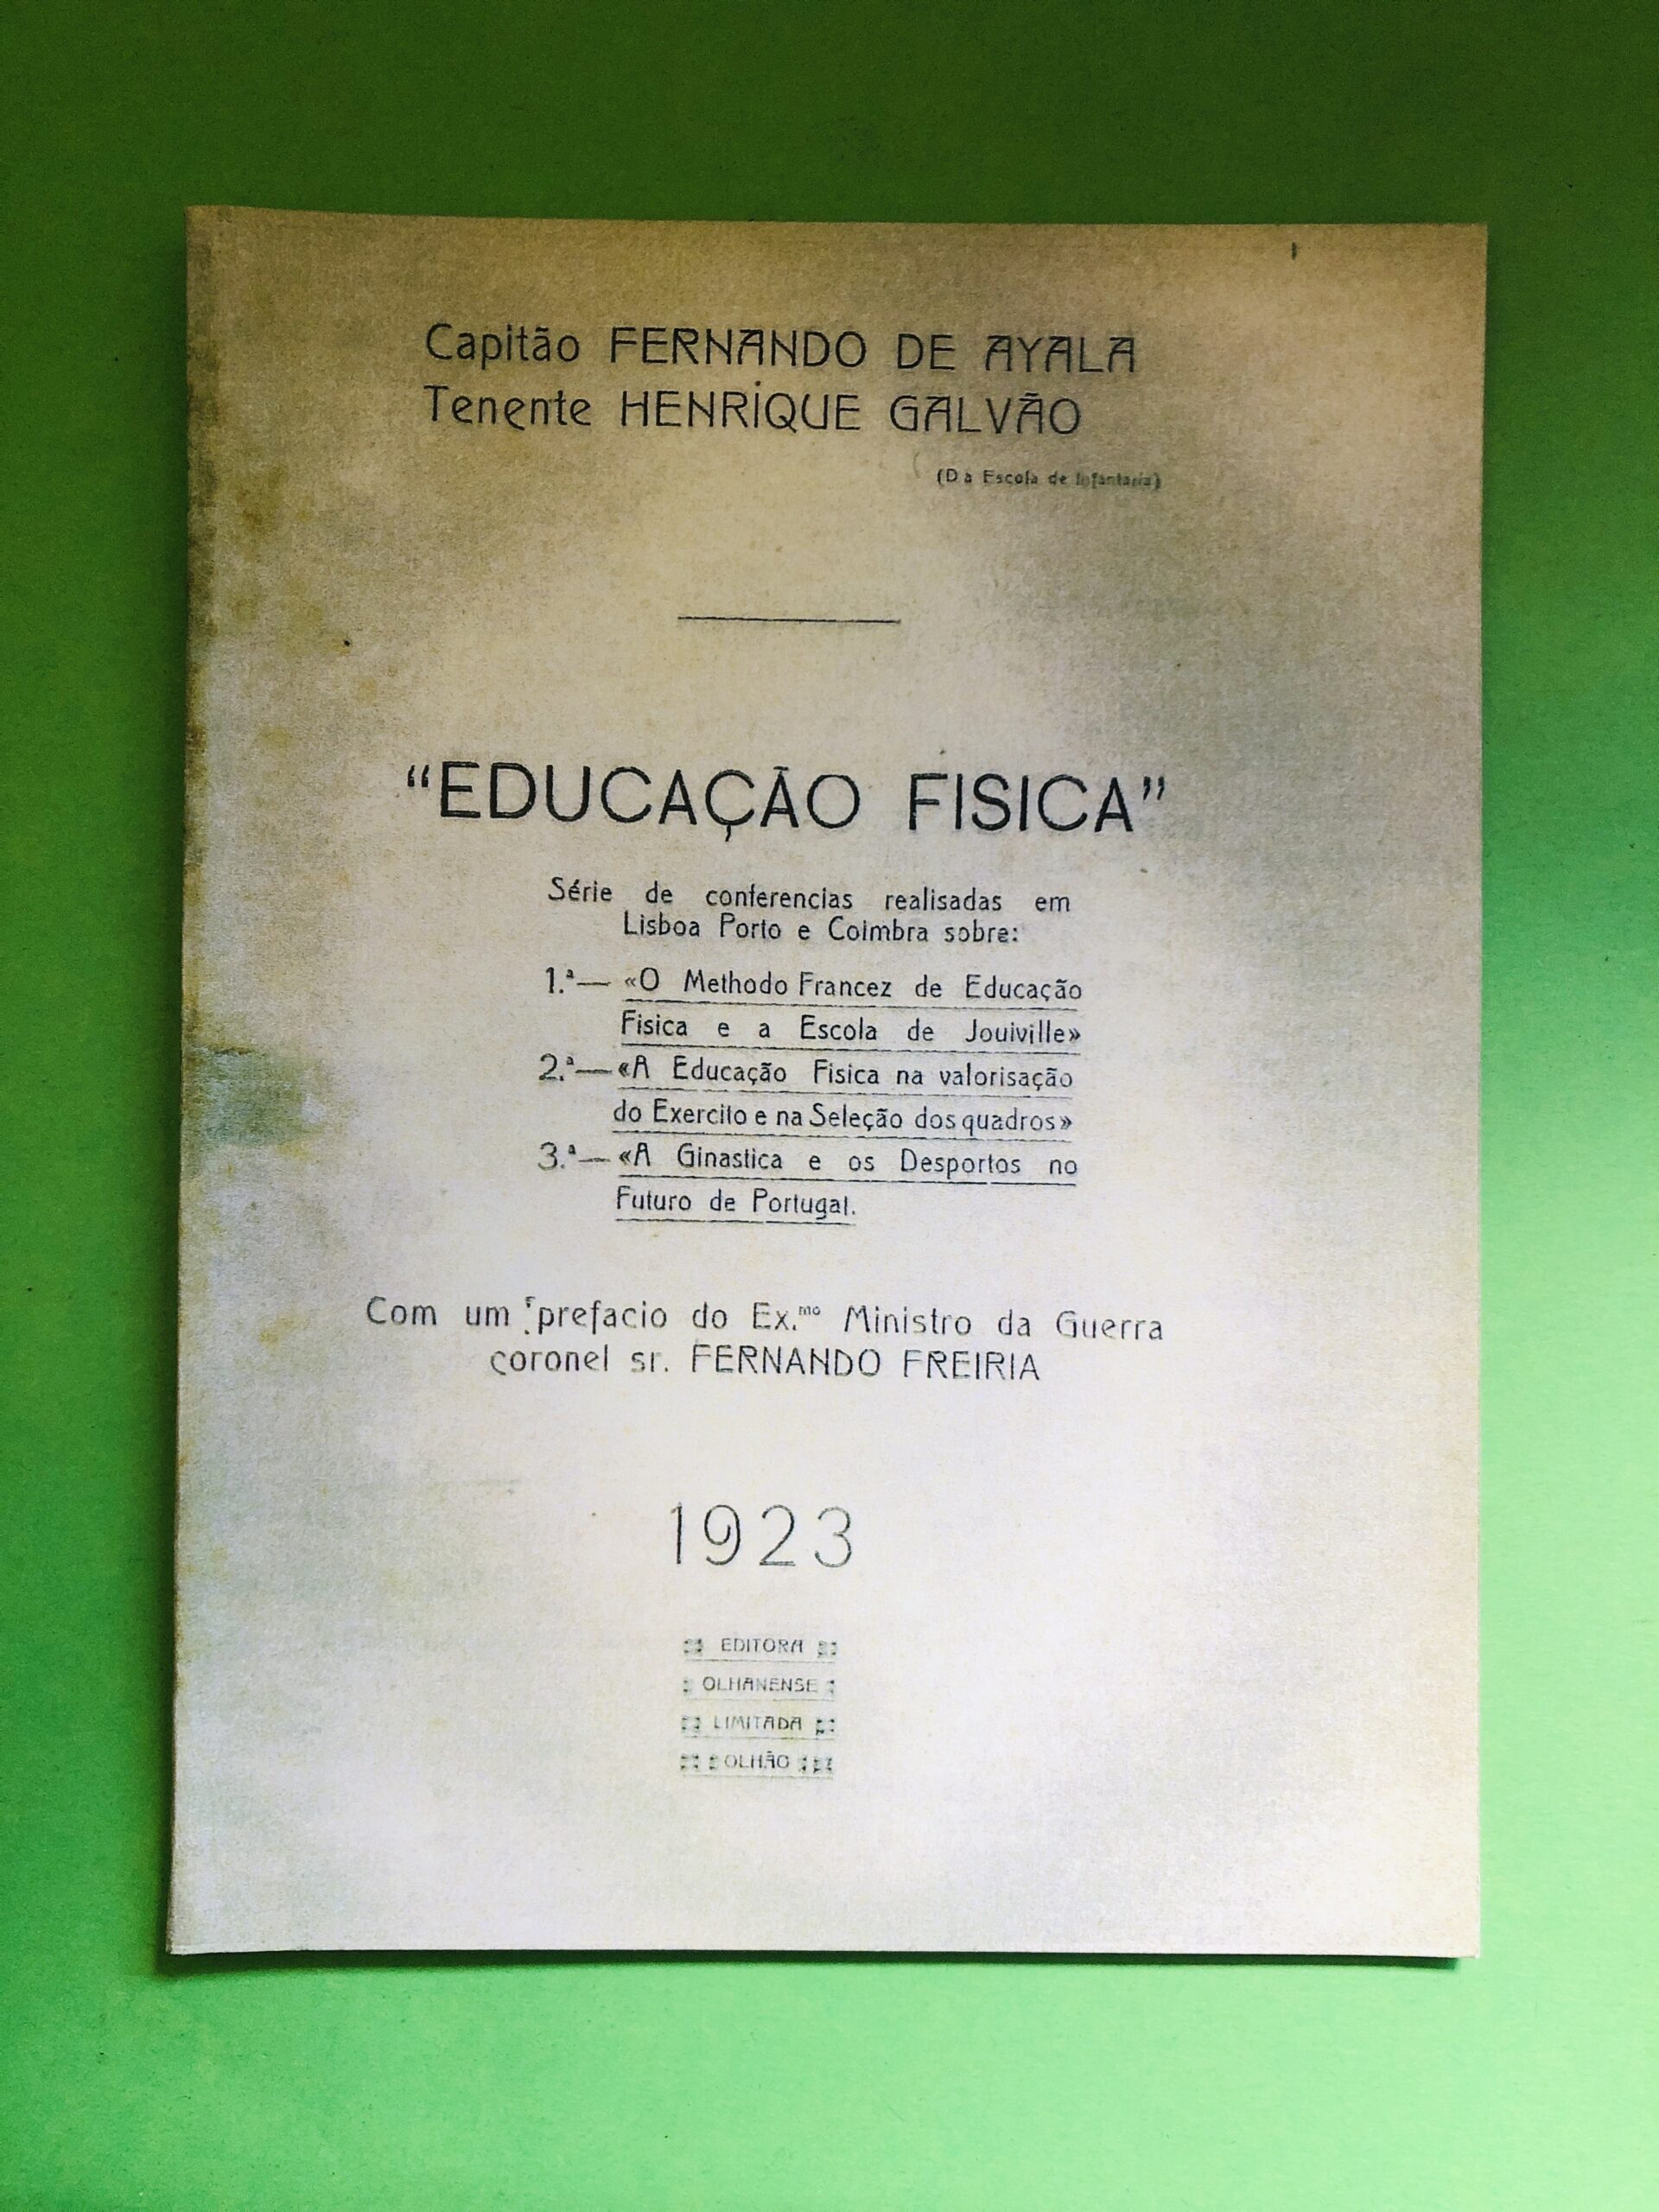 Capitão FERNANDO DE AYALA
Tenente HENRIQUE GALVÃO
(Da Escola de Infantaria)
“EDUCAÇÃO FISICA”
Série de conferencias realisadas em
Lisboa Porto e Coimbra sobre:
1.ª— «O Methodo Francez de Educação
Fisica e a Escola de Jouiville»
2.ª— «A Educação Fisica na valorisação
do Exercito e na Seleção dos quadros»
3.ª— «A Ginastica e os Desportos no
Futuro de Portugal.
Com um prefacio do Ex.mo Ministro da Guerra
coronel sr. FERNANDO FREIRIA
1923
EDITORA
OLHANENSE
LIMITADA
OLHÃO